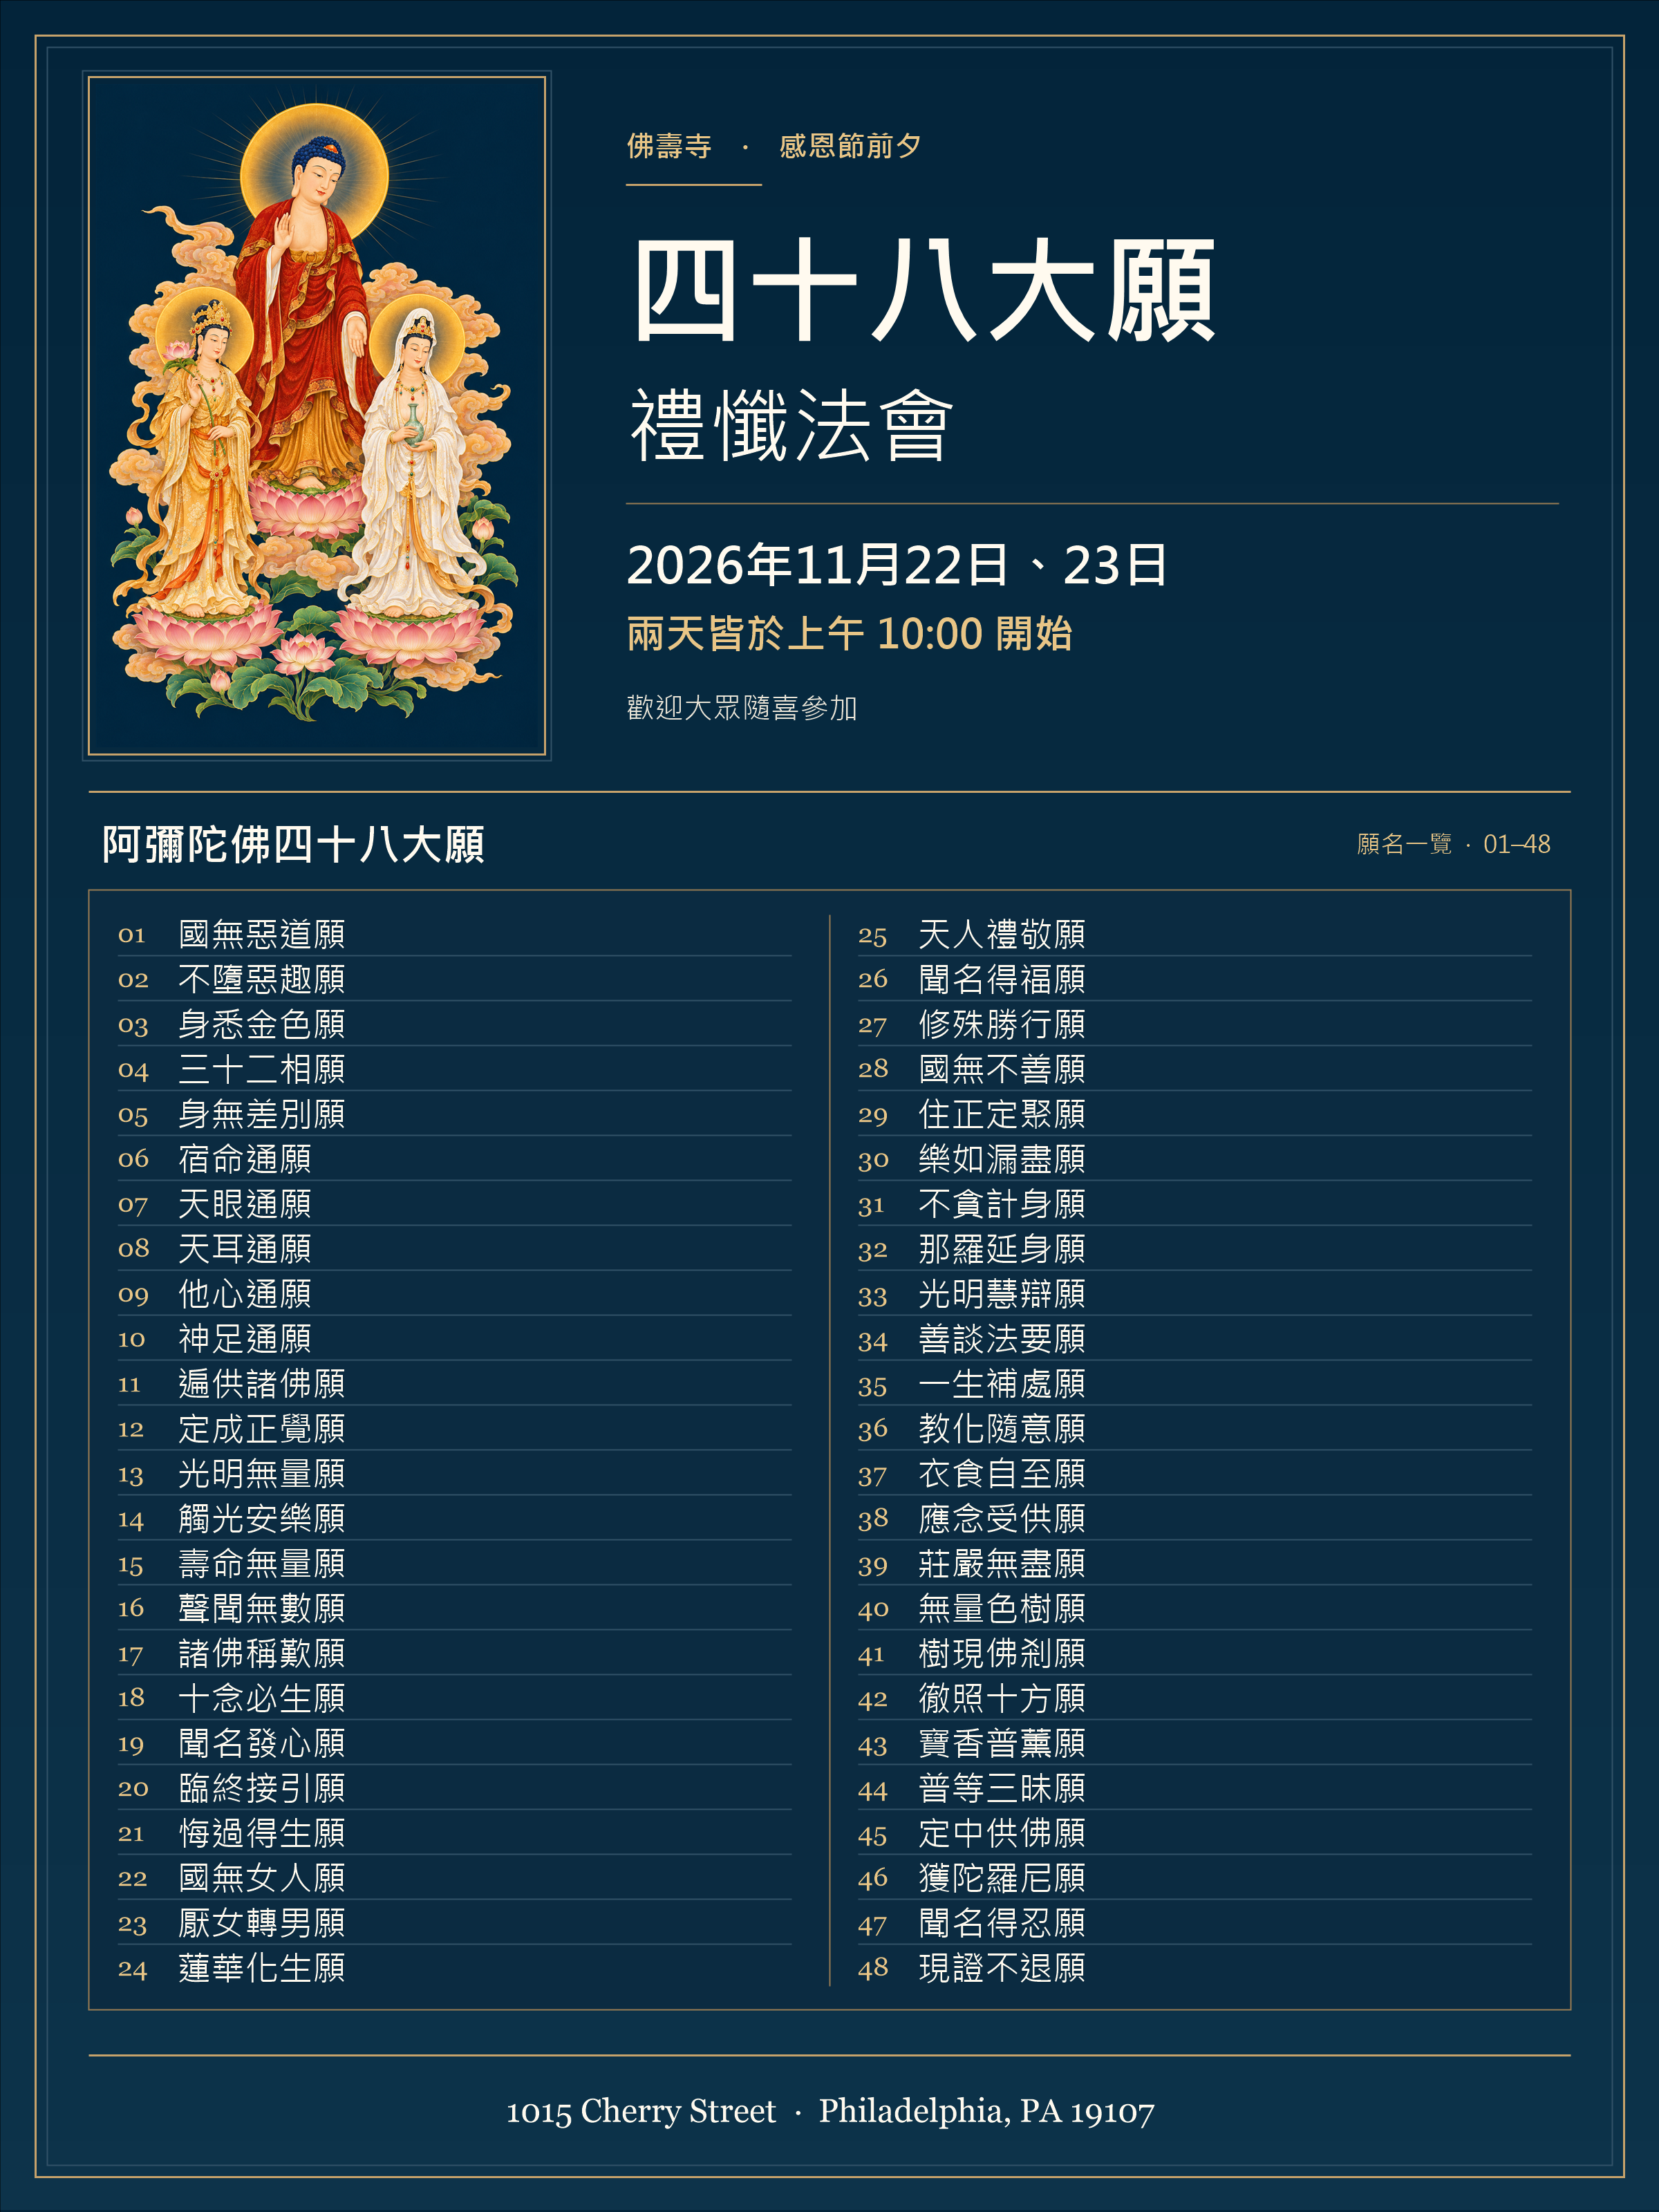 佛壽寺 · 感恩節前夕
四十八大願
禮懺法會
2026年11月22日、23日
兩天皆於上午 10:00 開始
歡迎大眾隨喜參加
阿彌陀佛四十八大願
願名一覽 · 01–48
01 國無惡道願
02 不墮惡趣願
03 身悉金色願
04 三十二相願
05 身無差別願
06 宿命通願
07 天眼通願
08 天耳通願
09 他心通願
10 神足通願
11 遍供諸佛願
12 定成正覺願
13 光明無量願
14 觸光安樂願
15 壽命無量願
16 聲聞無數願
17 諸佛稱歎願
18 十念必生願
19 聞名發心願
20 臨終接引願
21 悔過得生願
22 國無女人願
23 厭女轉男願
24 蓮華化生願
25 天人禮敬願
26 聞名得福願
27 修殊勝行願
28 國無不善願
29 住正定聚願
30 樂如漏盡願
31 不貪計身願
32 那羅延身願
33 光明慧辯願
34 善談法要願
35 一生補處願
36 教化隨意願
37 衣食自至願
38 應念受供願
39 莊嚴無盡願
40 無量色樹願
41 樹現佛剎願
42 徹照十方願
43 寶香普薰願
44 普等三昧願
45 定中供佛願
46 獲陀羅尼願
47 聞名得忍願
48 現證不退願
1015 Cherry Street · Philadelphia, PA 19107